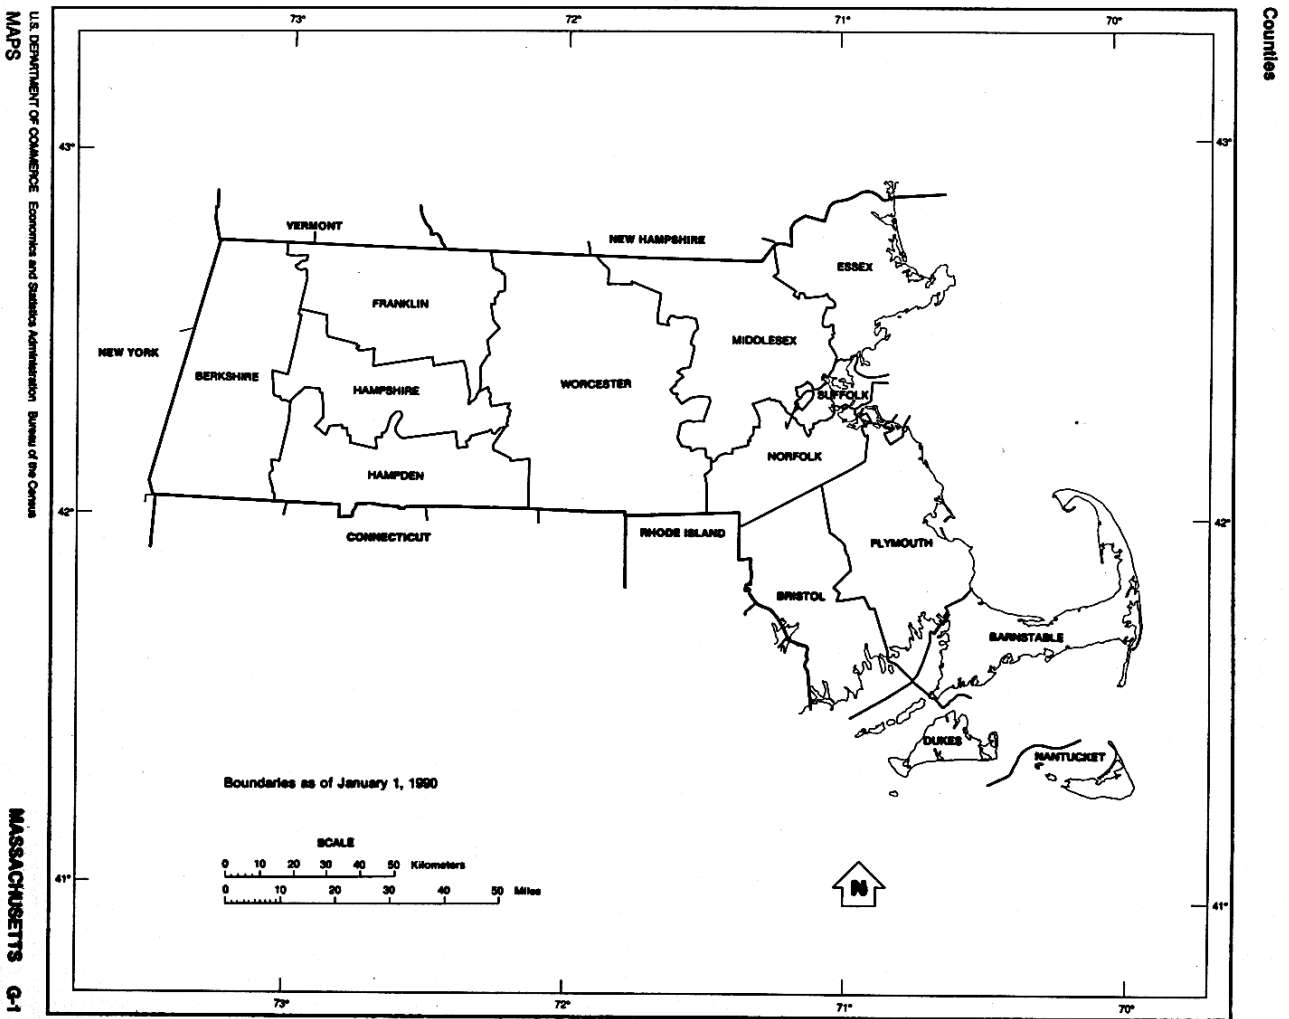 Counties
U.S. DEPARTMENT OF COMMERCE Economics and Statistics Administration Bureau of the Census
MAPS
MASSACHUSETTS G-1
73° 72° 71° 70°
43° 43°
VERMONT
NEW HAMPSHIRE
ESSEX
FRANKLIN
MIDDLESEX
NEW YORK
BERKSHIRE
HAMPSHIRE
WORCESTER
SUFFOLK
NORFOLK
HAMPDEN
42° 42°
CONNECTICUT
RHODE ISLAND
PLYMOUTH
BRISTOL
BARNSTABLE
DUKES
NANTUCKET
Boundaries as of January 1, 1990
SCALE
0 10 20 30 40 50 Kilometers
0 10 20 30 40 50 Miles
N
41° 41°
73° 72° 71° 70°